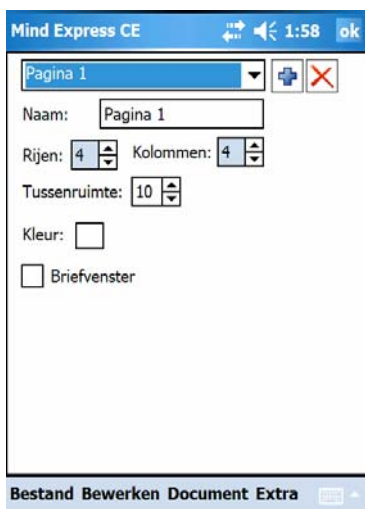 Mind Express CE 1:58 ok
Pagina 1
Naam: Pagina 1
Rijen: 4 Kolommen: 4
Tussenruimte: 10
Kleur:
Briefvenster
Bestand Bewerken Document Extra